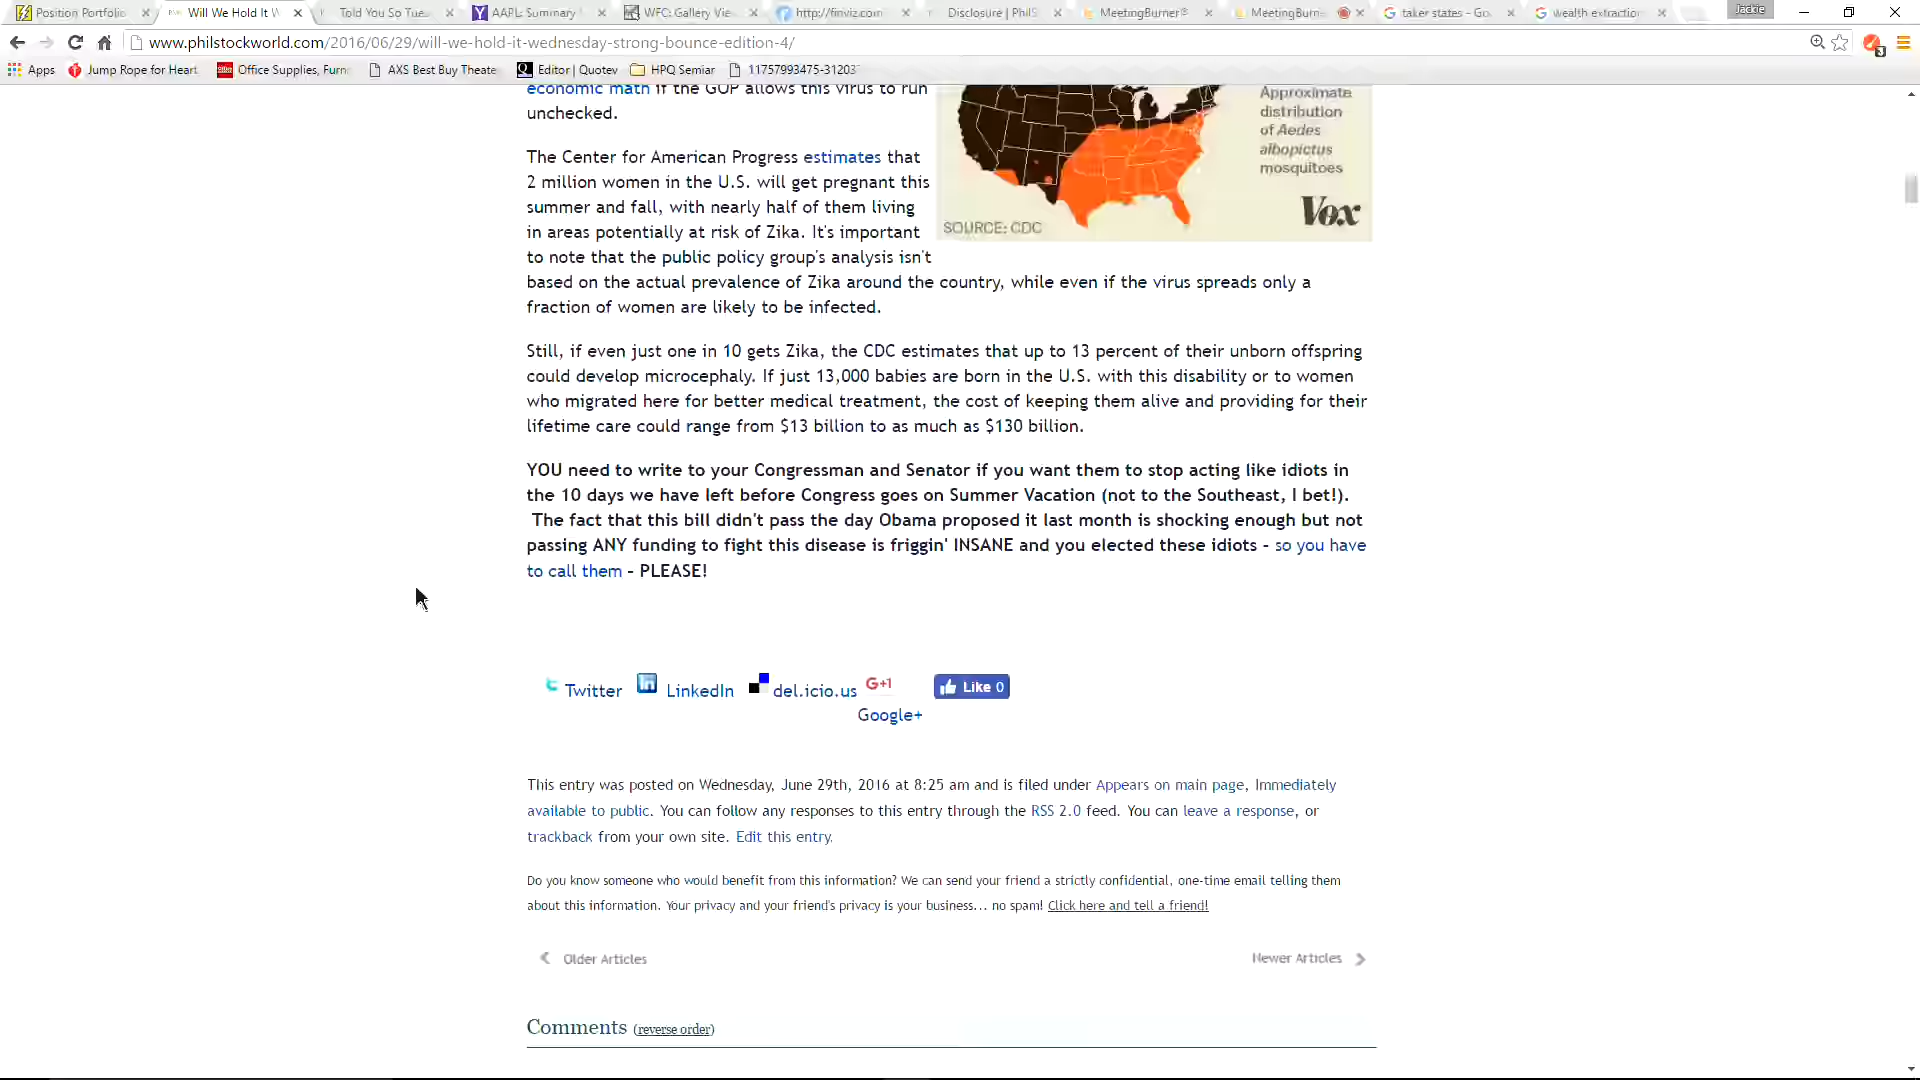 Position Portfolio
Will We Hold It W
Told You So Tue
AAPL: Summary
WFC: Gallery Vie
http://finviz.com
Disclosure | PhilS
MeetingBurner®
MeetingBurn
taker states - Go
wealth extraction
Jackie
www.philstockworld.com/2016/06/29/will-we-hold-it-wednesday-strong-bounce-edition-4/
3
Apps
Jump Rope for Heart
Office Supplies, Furn
AXS Best Buy Theate
Editor | Quotev
HPQ Semiar
11757993475-31203
economic math if the GOP allows this virus to run
unchecked.
Approximate
distribution
of Aedes
albopictus
mosquitoes
Vox
SOURCE: CDC
The Center for American Progress estimates that
2 million women in the U.S. will get pregnant this
summer and fall, with nearly half of them living
in areas potentially at risk of Zika. It's important
to note that the public policy group's analysis isn't
based on the actual prevalence of Zika around the country, while even if the virus spreads only a
fraction of women are likely to be infected.
Still, if even just one in 10 gets Zika, the CDC estimates that up to 13 percent of their unborn offspring
could develop microcephaly. If just 13,000 babies are born in the U.S. with this disability or to women
who migrated here for better medical treatment, the cost of keeping them alive and providing for their
lifetime care could range from $13 billion to as much as $130 billion.
YOU need to write to your Congressman and Senator if you want them to stop acting like idiots in
the 10 days we have left before Congress goes on Summer Vacation (not to the Southeast, I bet!).
The fact that this bill didn't pass the day Obama proposed it last month is shocking enough but not
passing ANY funding to fight this disease is friggin' INSANE and you elected these idiots - so you have
to call them - PLEASE!
Twitter
LinkedIn
del.icio.us
G+1
Google+
Like 0
This entry was posted on Wednesday, June 29th, 2016 at 8:25 am and is filed under Appears on main page, Immediately
available to public. You can follow any responses to this entry through the RSS 2.0 feed. You can leave a response, or
trackback from your own site. Edit this entry.
Do you know someone who would benefit from this information? We can send your friend a strictly confidential, one-time email telling them
about this information. Your privacy and your friend's privacy is your business... no spam! Click here and tell a friend!
Older Articles
Newer Articles
Comments (reverse order)